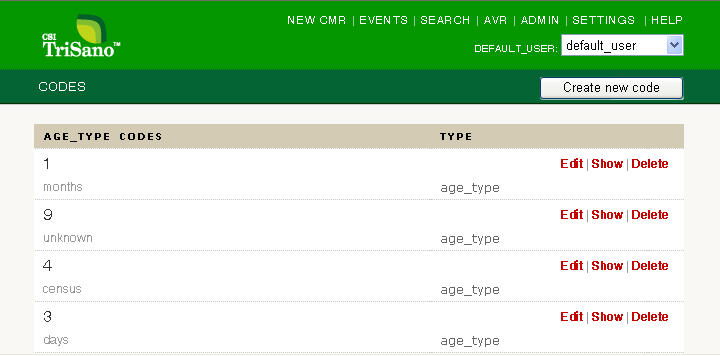 NEW CMR | EVENTS | SEARCH | AVR | ADMIN | SETTINGS | HELP
CSI
TriSano™
DEFAULT_USER: default_user
CODES
Create new code
AGE_TYPE CODES TYPE
1
Edit | Show | Delete
months age_type
9
Edit | Show | Delete
unknown age_type
4
Edit | Show | Delete
census age_type
3
Edit | Show | Delete
days age_type